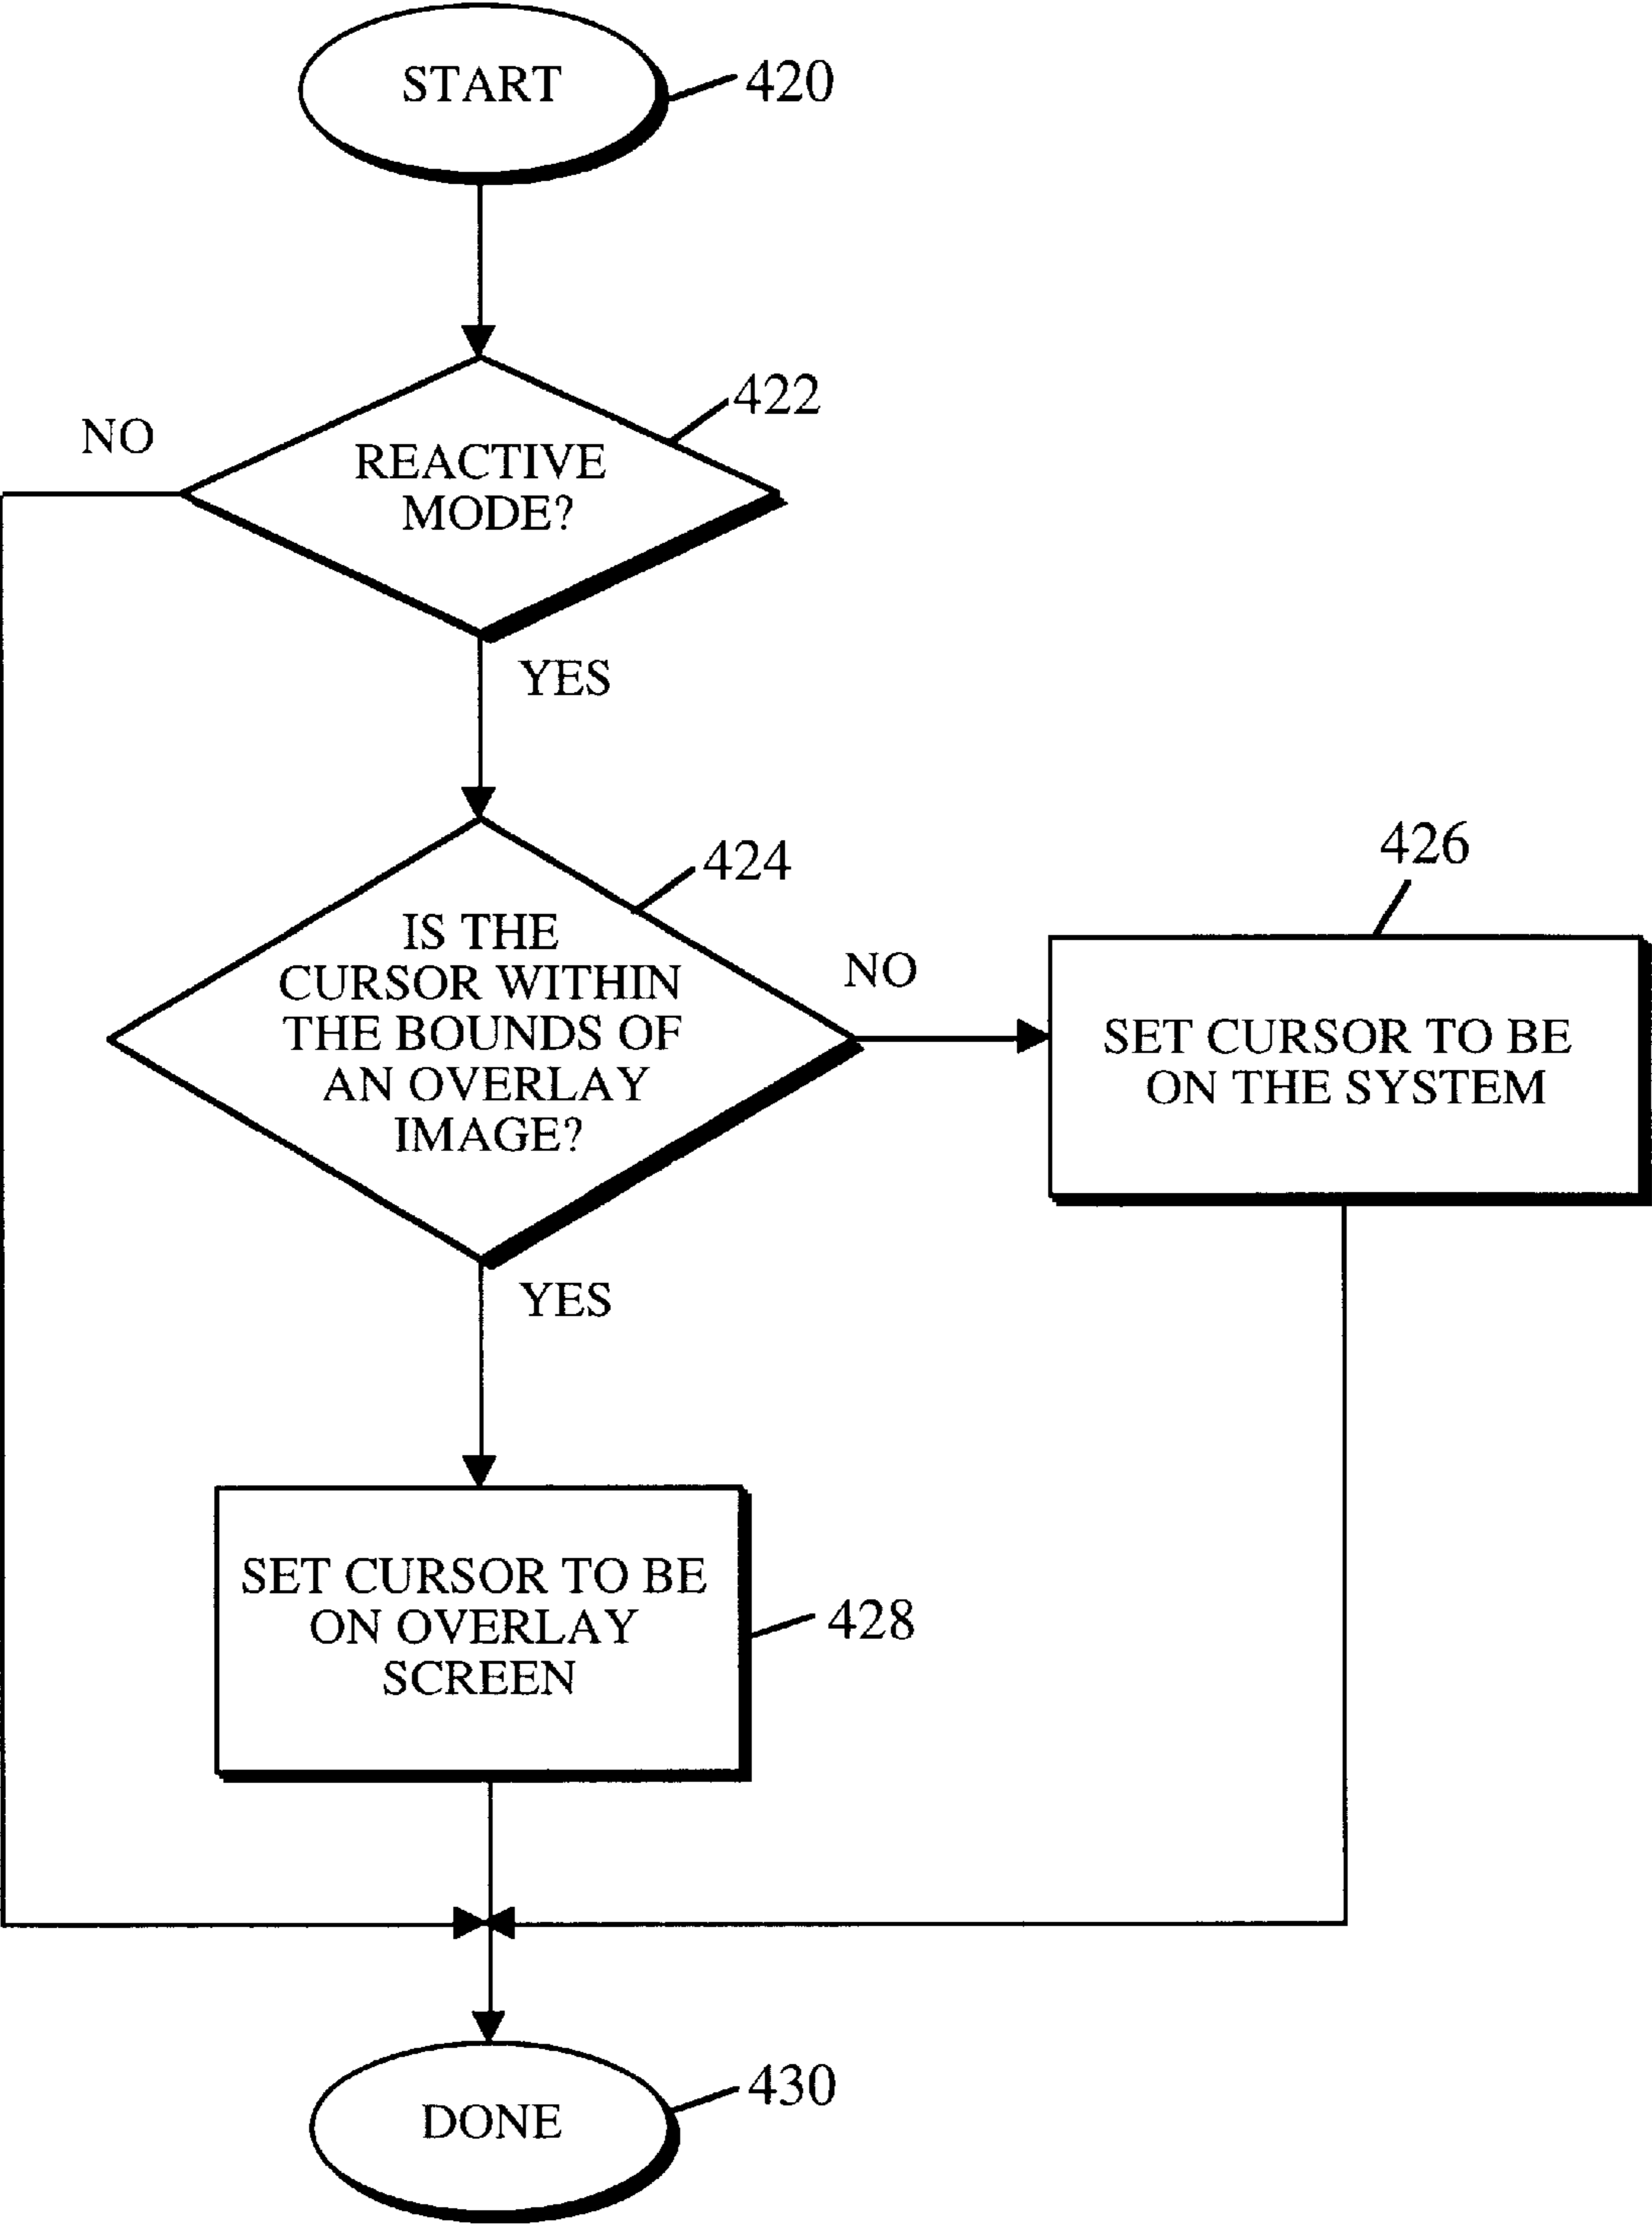 START
420
422
NO
REACTIVE
MODE?
YES
424
426
IS THE
CURSOR WITHIN
THE BOUNDS OF
AN OVERLAY
IMAGE?
NO
SET CURSOR TO BE
ON THE SYSTEM
YES
SET CURSOR TO BE
ON OVERLAY
SCREEN
428
DONE
430